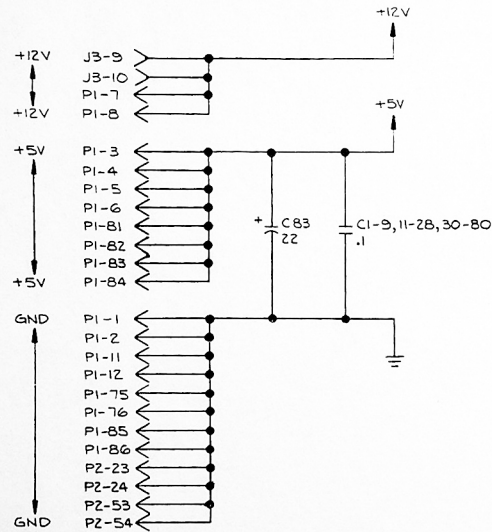 +12V
+12V J3-9
J3-10
P1-7
+12V P1-8
+5V
+5V P1-3
P1-4
P1-5
P1-6
P1-81
P1-82
P1-83
+5V P1-84
+ C83
22
C1-9, 11-28, 30-80
.1
GND P1-1
P1-2
P1-11
P1-12
P1-75
P1-76
P1-85
P1-86
P2-23
P2-24
P2-53
GND P2-54